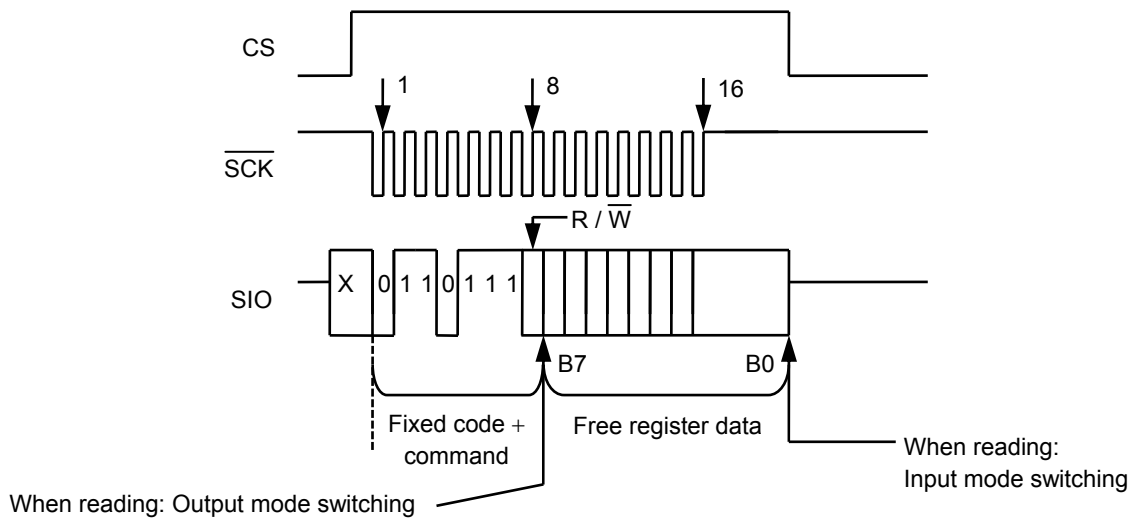 CS
1
8
16
SCK
R / W
X
0
1
1
0
1
1
1
SIO
B7
B0
Fixed code +
command
Free register data
When reading:
Input mode switching
When reading: Output mode switching